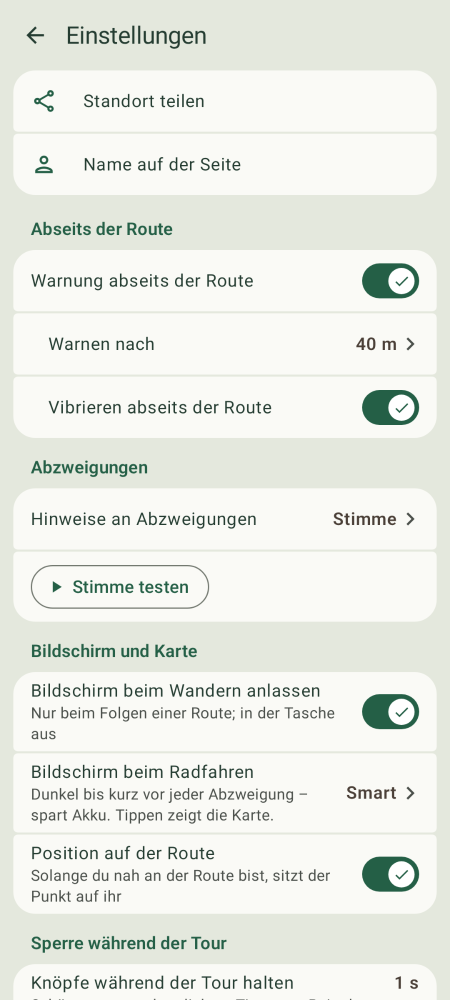 Einstellungen
Standort teilen
Name auf der Seite
Abseits der Route
Warnung abseits der Route
Warnen nach
40 m
Vibrieren abseits der Route
Abzweigungen
Hinweise an Abzweigungen
Stimme
Stimme testen
Bildschirm und Karte
Bildschirm beim Wandern anlassen
Nur beim Folgen einer Route; in der Tasche
aus
Bildschirm beim Radfahren
Dunkel bis kurz vor jeder Abzweigung –
spart Akku. Tippen zeigt die Karte.
Smart
Position auf der Route
Solange du nah an der Route bist, sitzt der
Punkt auf ihr
Sperre während der Tour
Knöpfe während der Tour halten
1 s